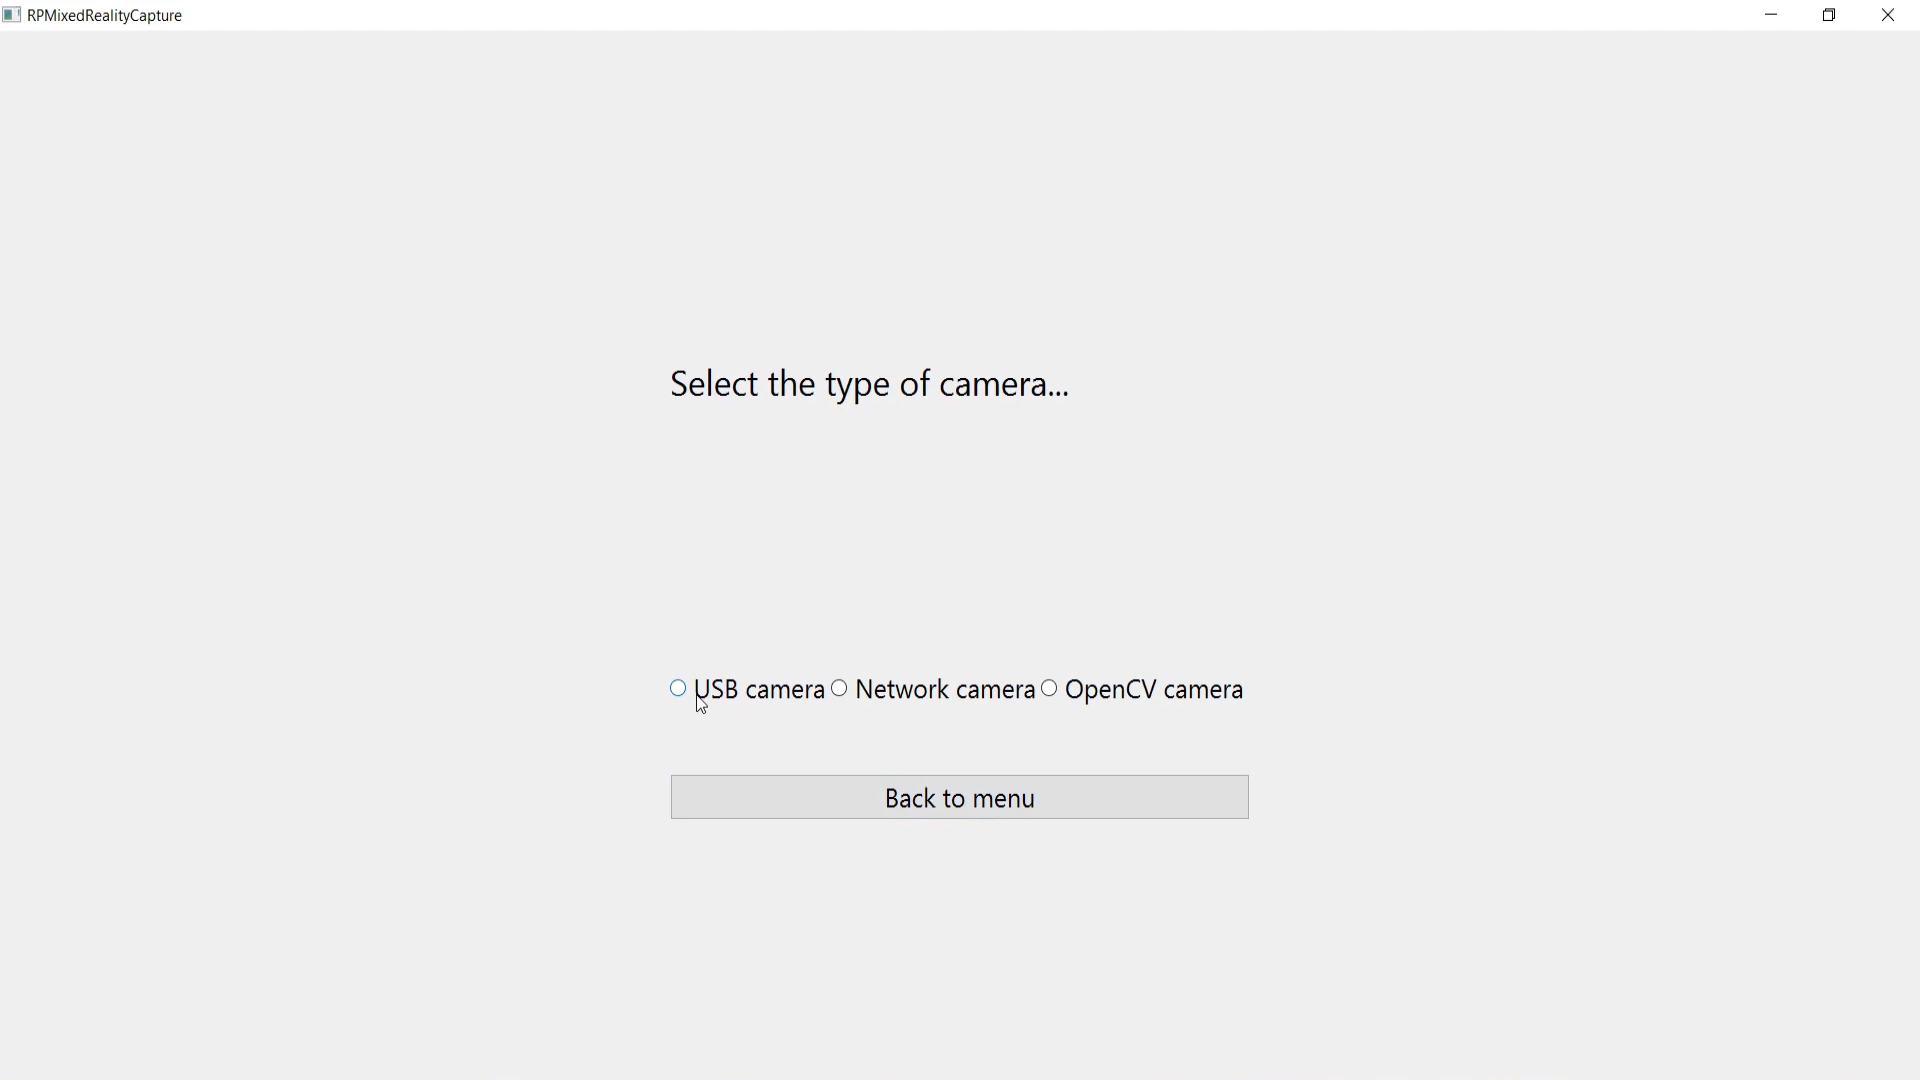 RPMixedRealityCapture
Select the type of camera...
USB camera Network camera OpenCV camera
Back to menu